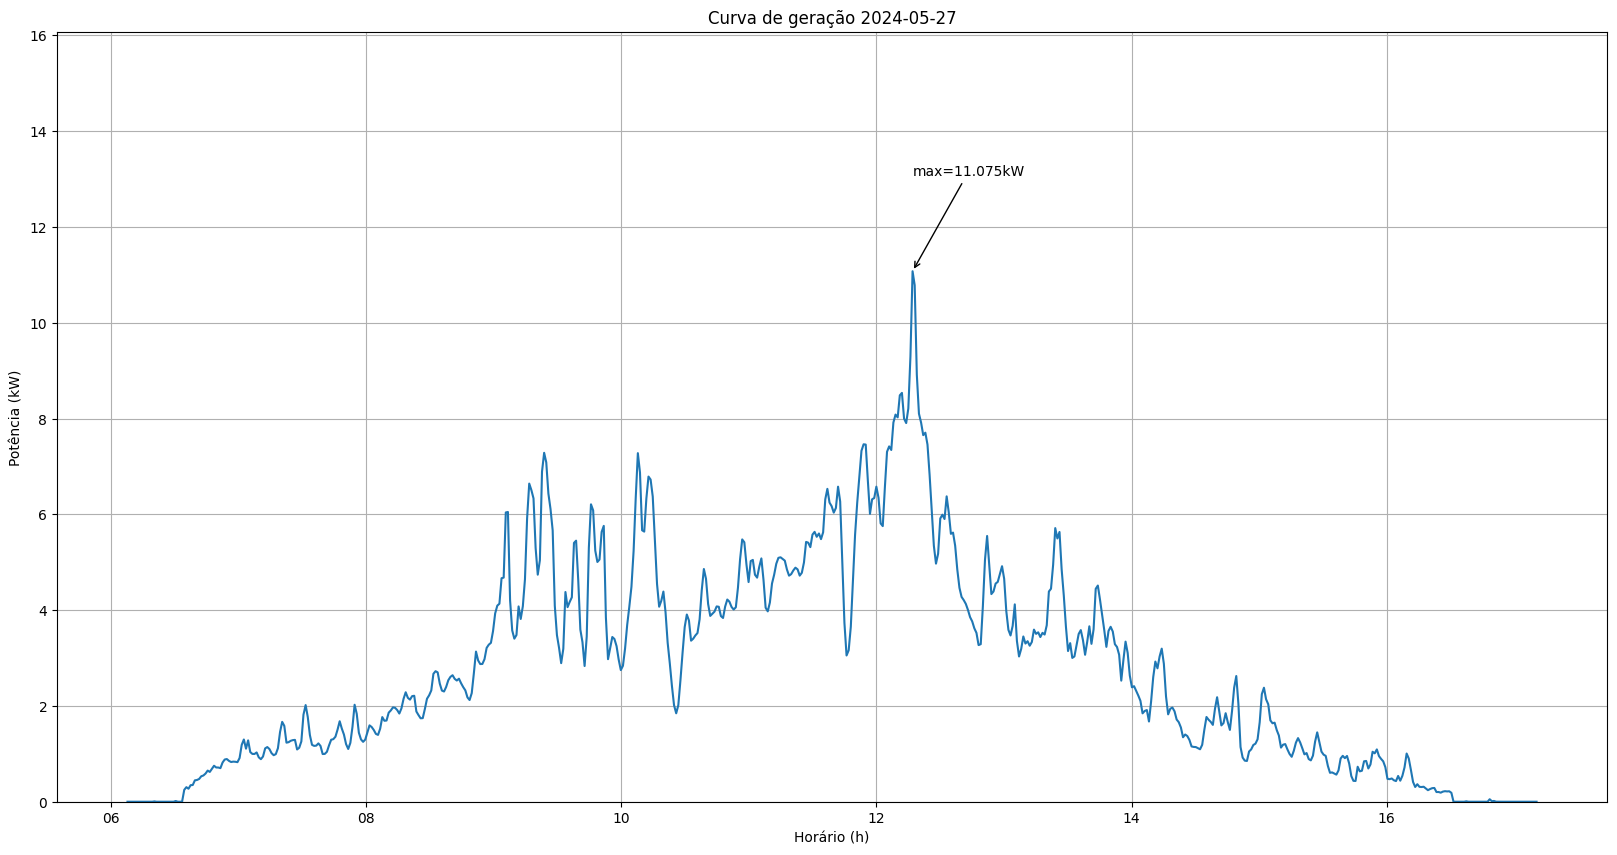 Curva de geração 2024-05-27
16
14
12
10
8
6
4
2
0
Potência (kW)
max=11.075kW
06 08 10 12 14 16
Horário (h)